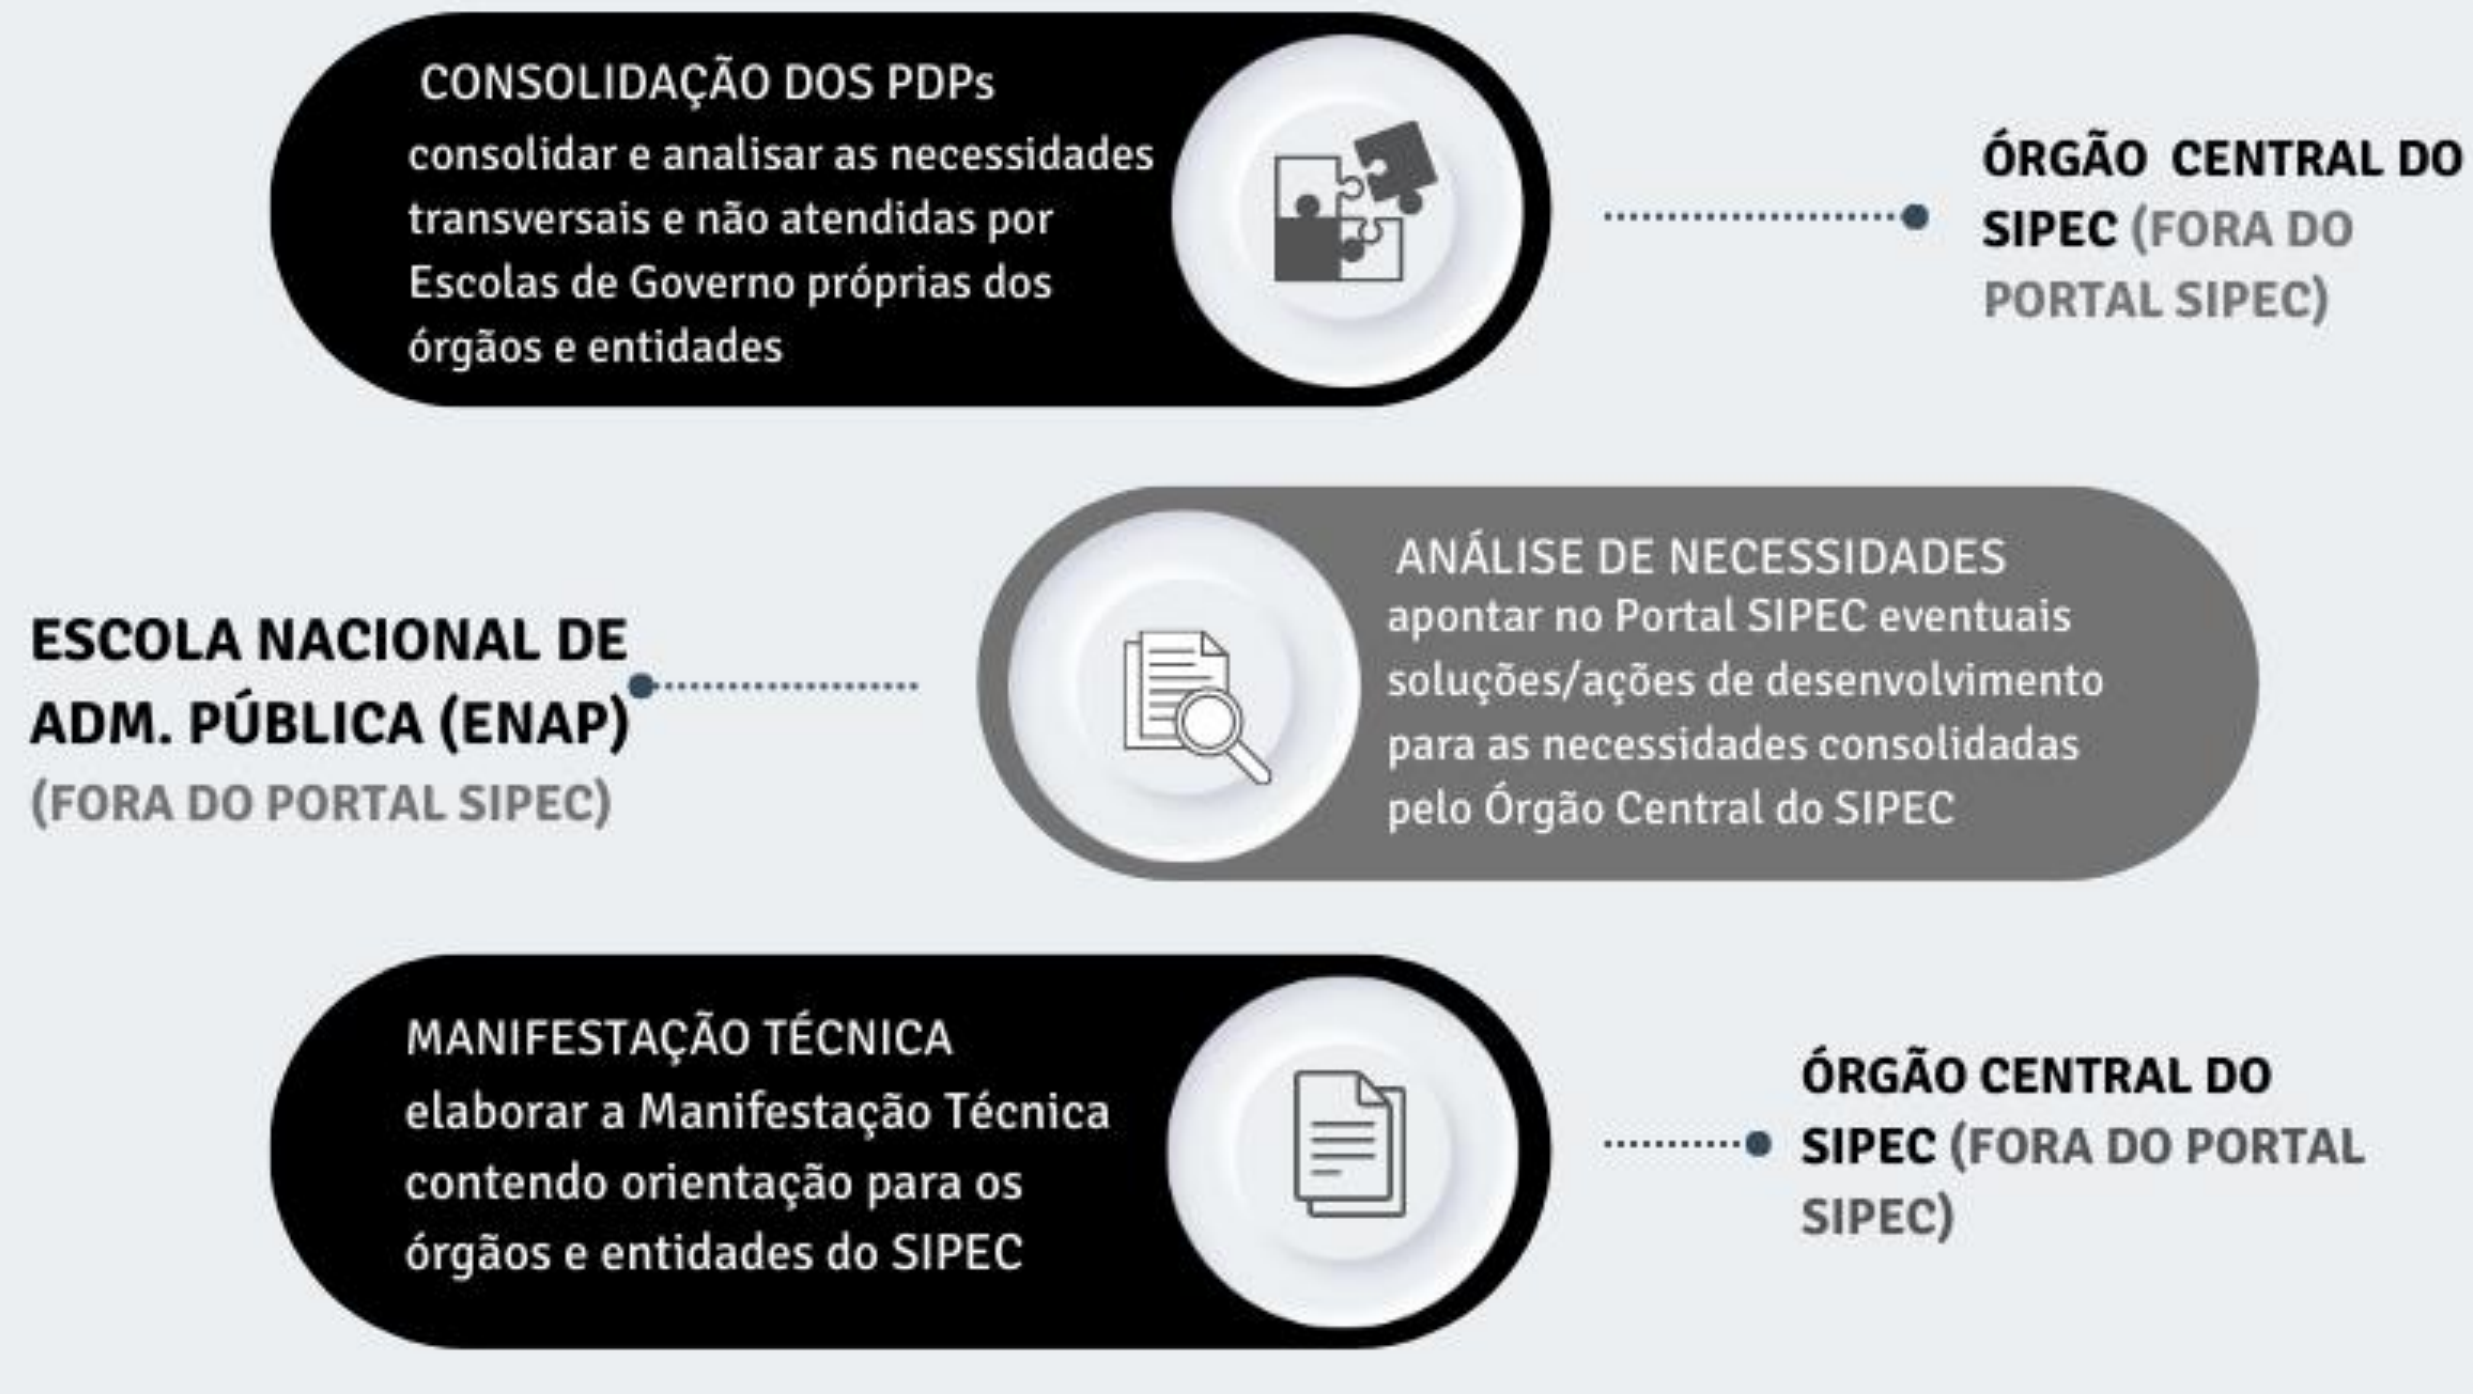 CONSOLIDAÇÃO DOS PDPs
consolidar e analisar as necessidades
transversais e não atendidas por
Escolas de Governo próprias dos
órgãos e entidades
ÓRGÃO CENTRAL DO
SIPEC (FORA DO
PORTAL SIPEC)
ESCOLA NACIONAL DE
ADM. PÚBLICA (ENAP)
(FORA DO PORTAL SIPEC)
ANÁLISE DE NECESSIDADES
apontar no Portal SIPEC eventuais
soluções/ações de desenvolvimento
para as necessidades consolidadas
pelo Órgão Central do SIPEC
MANIFESTAÇÃO TÉCNICA
elaborar a Manifestação Técnica
contendo orientação para os
órgãos e entidades do SIPEC
ÓRGÃO CENTRAL DO
SIPEC (FORA DO PORTAL
SIPEC)